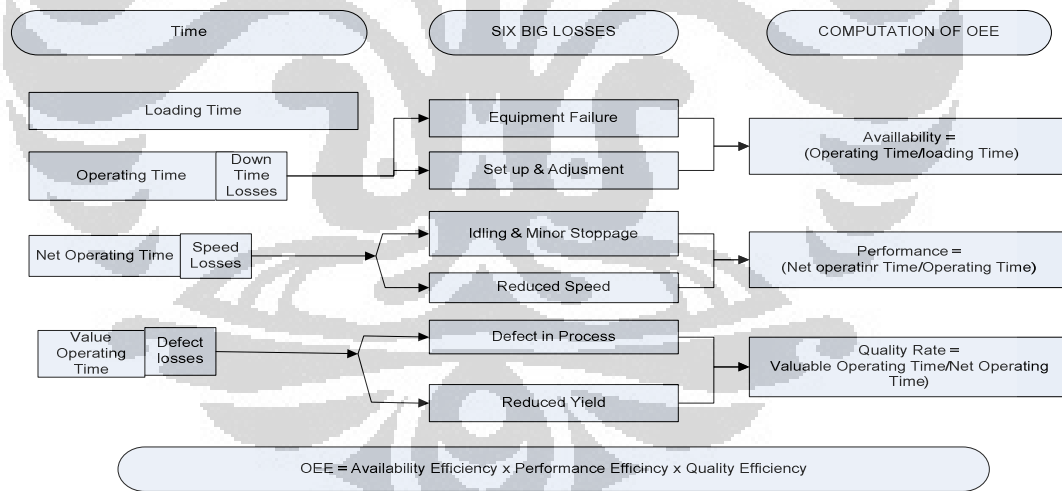 Time
SIX BIG LOSSES
COMPUTATION OF OEE
Loading Time
Operating Time
Down
Time
Losses
Equipment Failure
Set up & Adjusment
Availlability =
(Operating Time/loading Time)
Net Operating Time
Speed
Losses
Idling & Minor Stoppage
Reduced Speed
Performance =
(Net operatinr Time/Operating Time)
Value
Operating
Time
Defect
losses
Defect in Process
Reduced Yield
Quality Rate =
Valuable Operating Time/Net Operating
Time)
OEE = Availability Efficiency x Performance Efficincy x Quality Efficiency